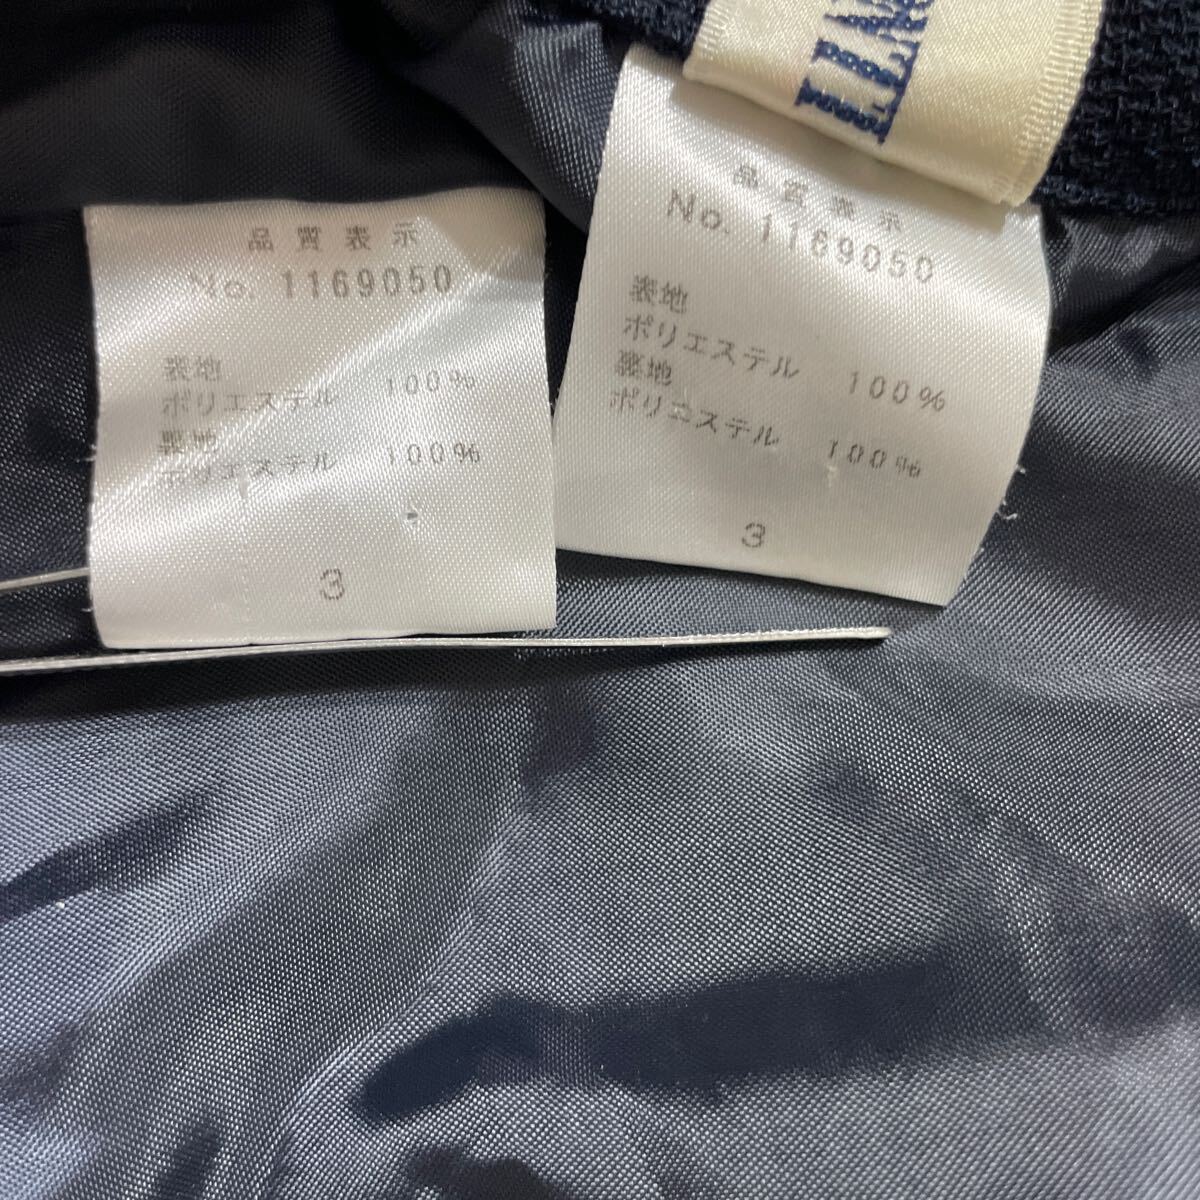 品質表示
No. 1169050
表地
ポリエステル 100%
裏地
ポリエステル 100%
3
品質表示
No. 1169050
表地
ポリエステル 100%
裏地
ポリエステル 100%
3